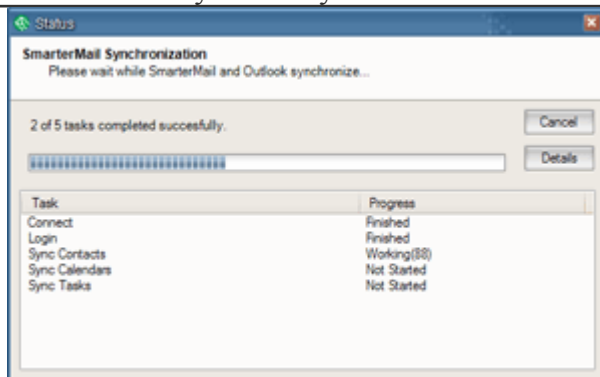 Status
SmarterMail Synchronization
Please wait while SmarterMail and Outlook synchronize...
2 of 5 tasks completed succesfully.
Cancel
Details
Task Progress
Connect Finished
Login Finished
Sync Contacts Working(88)
Sync Calendars Not Started
Sync Tasks Not Started